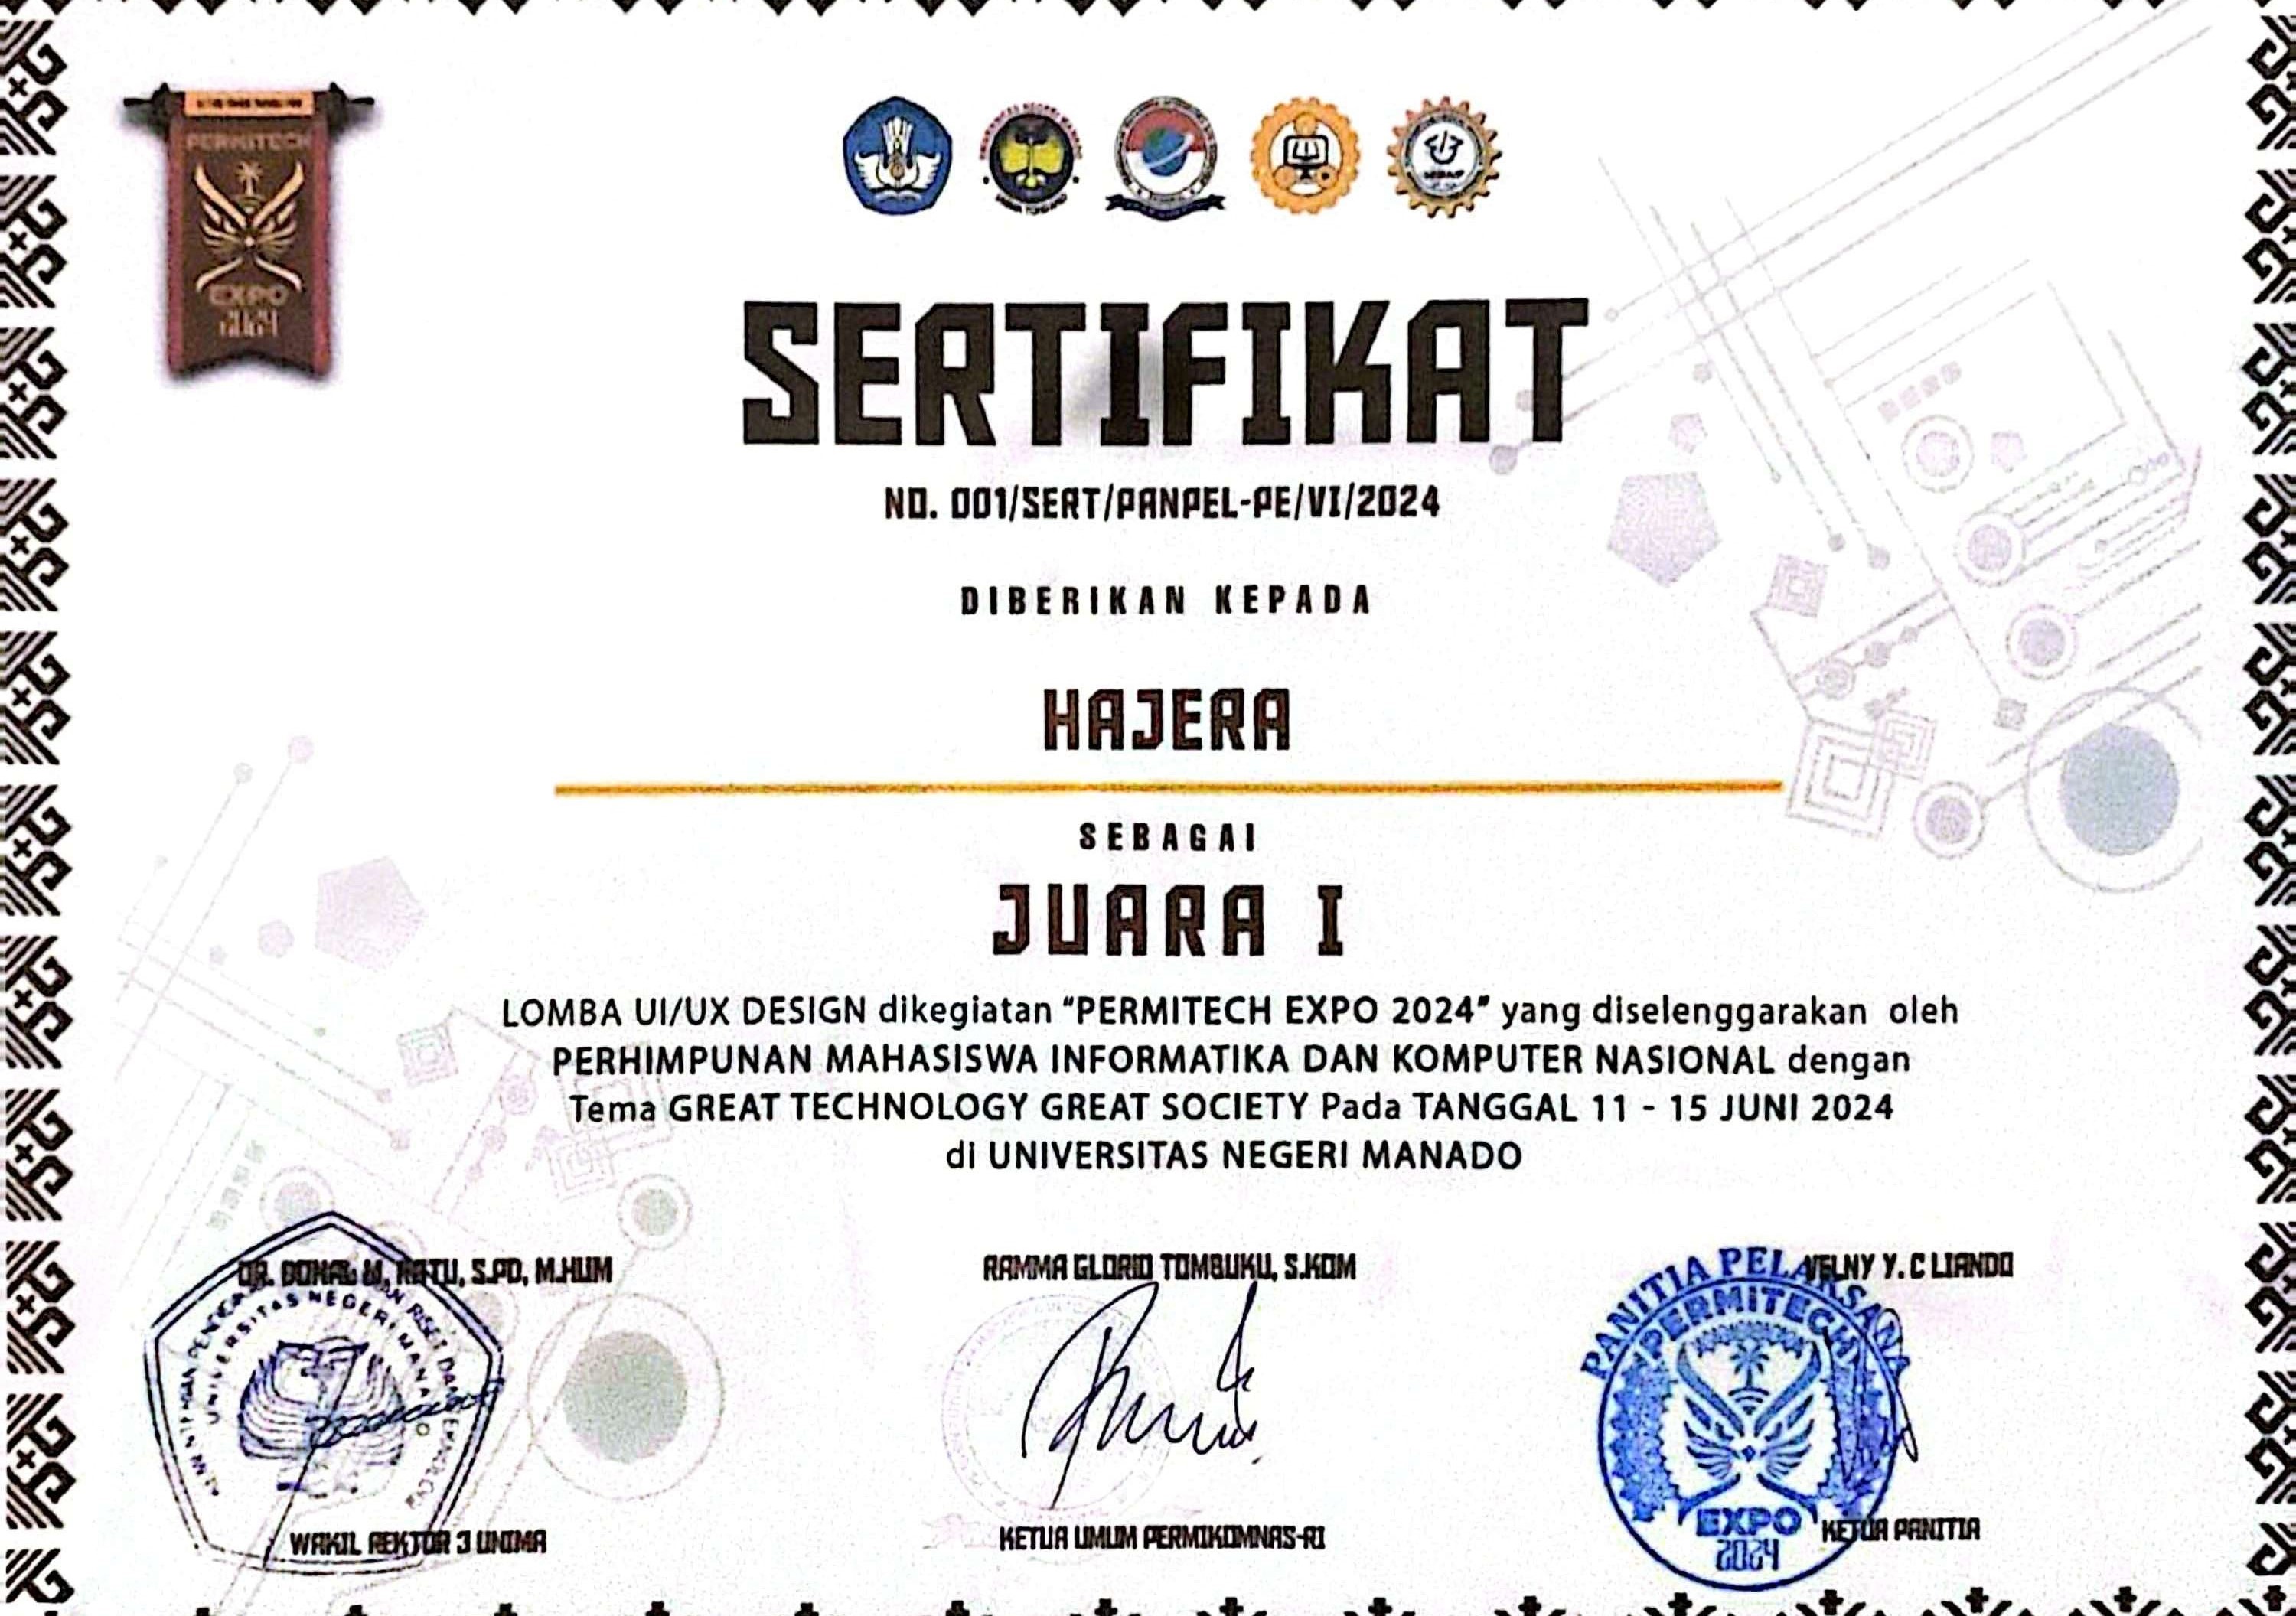 PERMITECH
EXPO
2024
SERTIFIKAT
NO. 001/SERT/PANPEL-PE/VI/2024
DIBERIKAN KEPADA
HAJERA
SEBAGAI
JUARA I
LOMBA UI/UX DESIGN dikegiatan “PERMITECH EXPO 2024” yang diselenggarakan oleh
PERHIMPUNAN MAHASISWA INFORMATIKA DAN KOMPUTER NASIONAL dengan
Tema GREAT TECHNOLOGY GREAT SOCIETY Pada TANGGAL 11 - 15 JUNI 2024
di UNIVERSITAS NEGERI MANADO
DR. DONAL M, RATU, S.PD, M.HUM
UNIVERSITAS NEGERI MANADO
WAKIL REKTOR 3 UNIMA
RAMMA GLORIO TOMBUKU, S.KOM
KETUA UMUM PERMIKOMNAS-RI
VELNY Y. C LIANDO
PANITIA PELAKSANA
PERMITECH
EXPO
2024
KETUA PANITIA